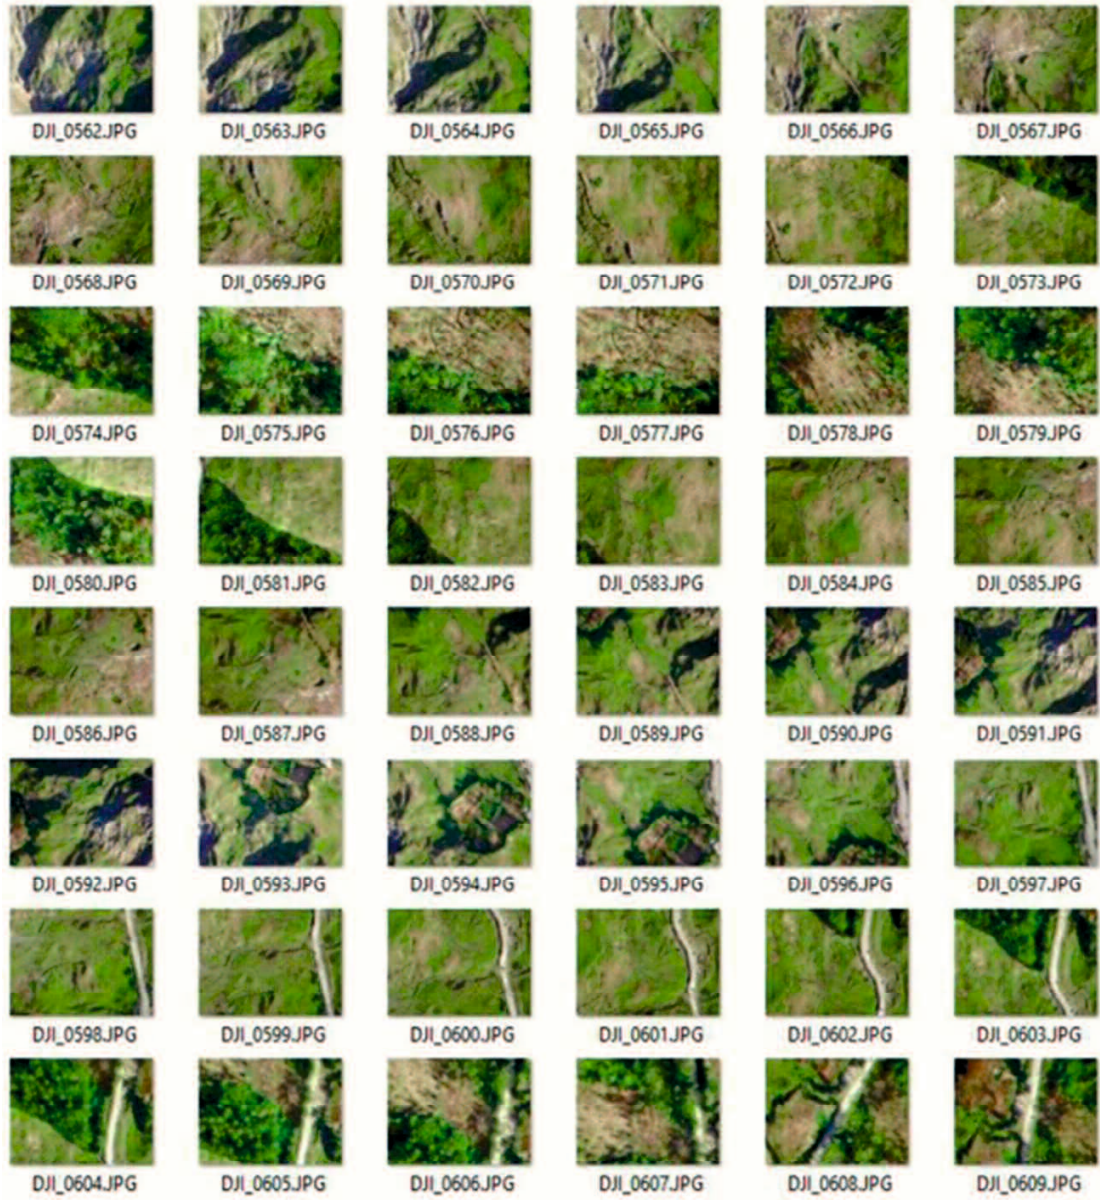 DJI_0562.JPG DJI_0563.JPG DJI_0564.JPG DJI_0565.JPG DJI_0566.JPG DJI_0567.JPG
DJI_0568.JPG DJI_0569.JPG DJI_0570.JPG DJI_0571.JPG DJI_0572.JPG DJI_0573.JPG
DJI_0574.JPG DJI_0575.JPG DJI_0576.JPG DJI_0577.JPG DJI_0578.JPG DJI_0579.JPG
DJI_0580.JPG DJI_0581.JPG DJI_0582.JPG DJI_0583.JPG DJI_0584.JPG DJI_0585.JPG
DJI_0586.JPG DJI_0587.JPG DJI_0588.JPG DJI_0589.JPG DJI_0590.JPG DJI_0591.JPG
DJI_0592.JPG DJI_0593.JPG DJI_0594.JPG DJI_0595.JPG DJI_0596.JPG DJI_0597.JPG
DJI_0598.JPG DJI_0599.JPG DJI_0600.JPG DJI_0601.JPG DJI_0602.JPG DJI_0603.JPG
DJI_0604.JPG DJI_0605.JPG DJI_0606.JPG DJI_0607.JPG DJI_0608.JPG DJI_0609.JPG